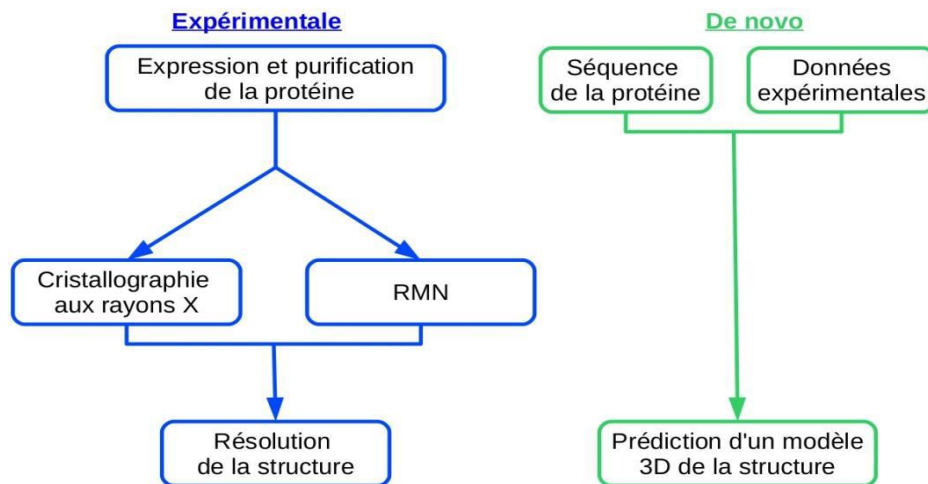 Expérimentale
Expression et purification
de la protéine
Cristallographie
aux rayons X
RMN
Résolution
de la structure
De novo
Séquence
de la protéine
Données
expérimentales
Prédiction d'un modèle
3D de la structure